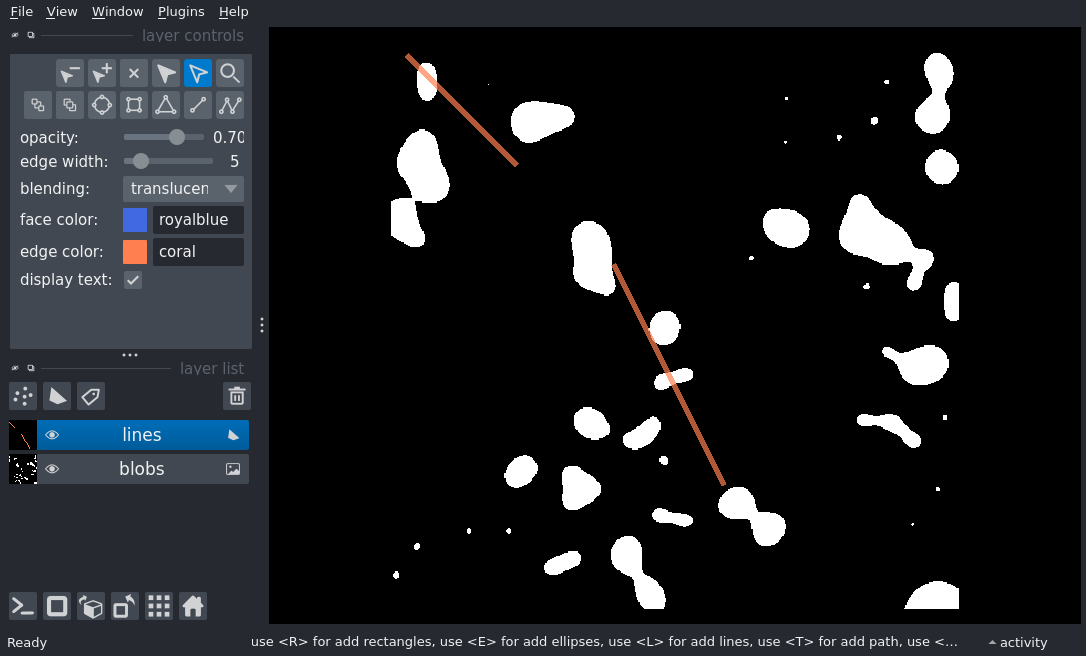 File View Window Plugins Help
layer controls
opacity: 0.70
edge width: 5
blending: translucen
face color: royalblue
edge color: coral
display text:
layer list
lines
blobs
Ready use <R> for add rectangles, use <E> for add ellipses, use <L> for add lines, use <T> for add path, use <... activity